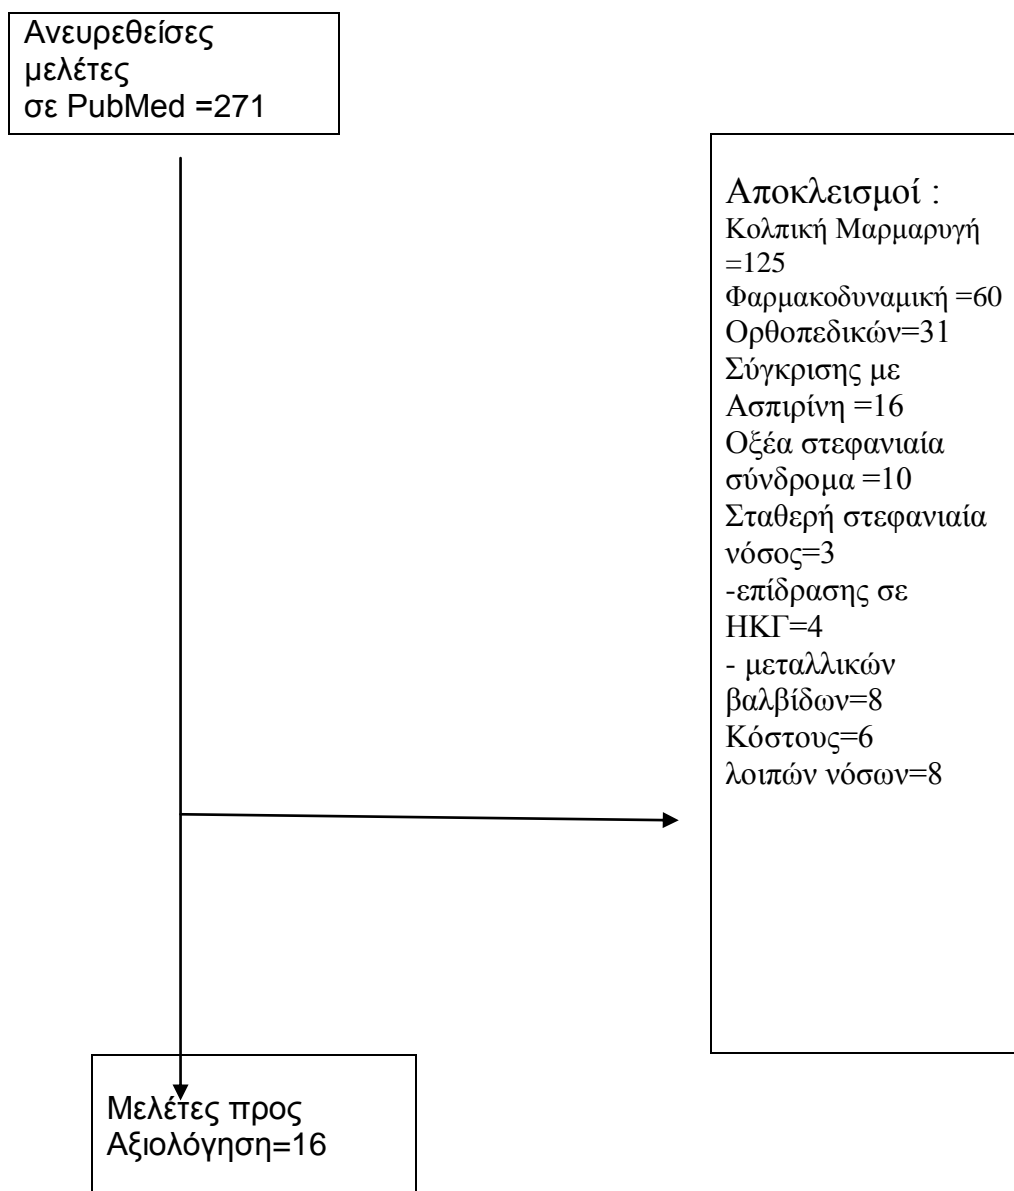 Ανευρεθείσες
μελέτες
σε PubMed =271
Αποκλεισμοί :
Κολπική Μαρμαρυγή
=125
Φαρμακοδυναμική =60
Ορθοπεδικών=31
Σύγκρισης με
Ασπιρίνη =16
Οξέα στεφανιαία
σύνδρομα =10
Σταθερή στεφανιαία
νόσος=3
-επίδρασης σε
ΗΚΓ=4
- μεταλλικών
βαλβίδων=8
Κόστους=6
λοιπών νόσων=8
Μελέτες προς
Αξιολόγηση=16